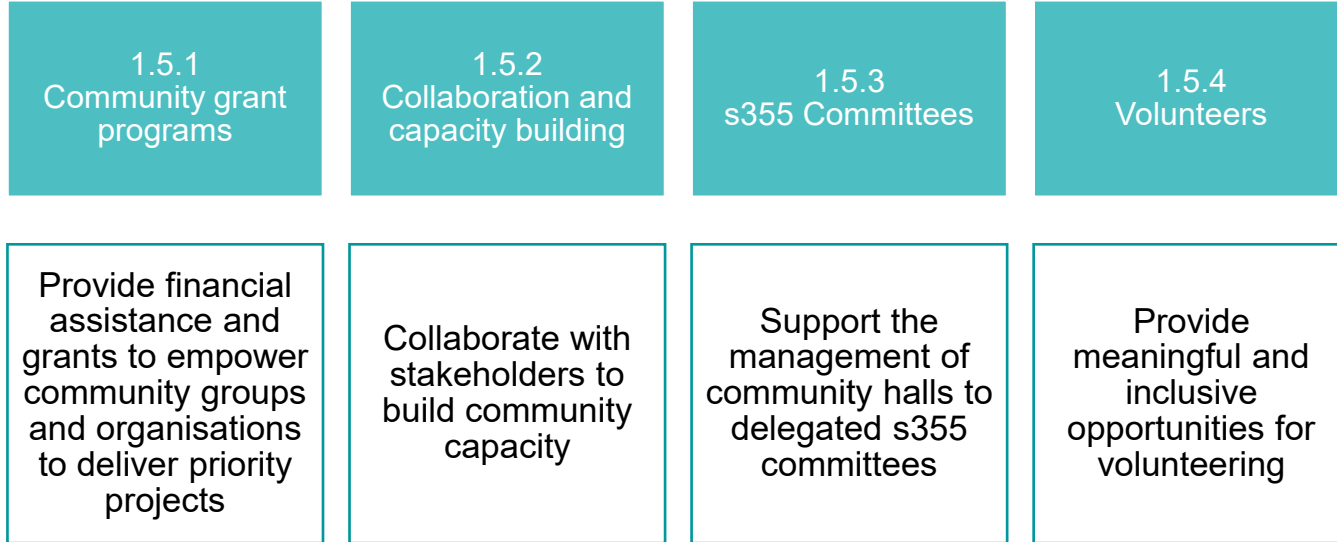 1.5.1
Community grant
programs
1.5.2
Collaboration and
capacity building
1.5.3
s355 Committees
1.5.4
Volunteers
Provide financial
assistance and
grants to empower
community groups
and organisations
to deliver priority
projects
Collaborate with
stakeholders to
build community
capacity
Support the
management of
community halls to
delegated s355
committees
Provide
meaningful and
inclusive
opportunities for
volunteering